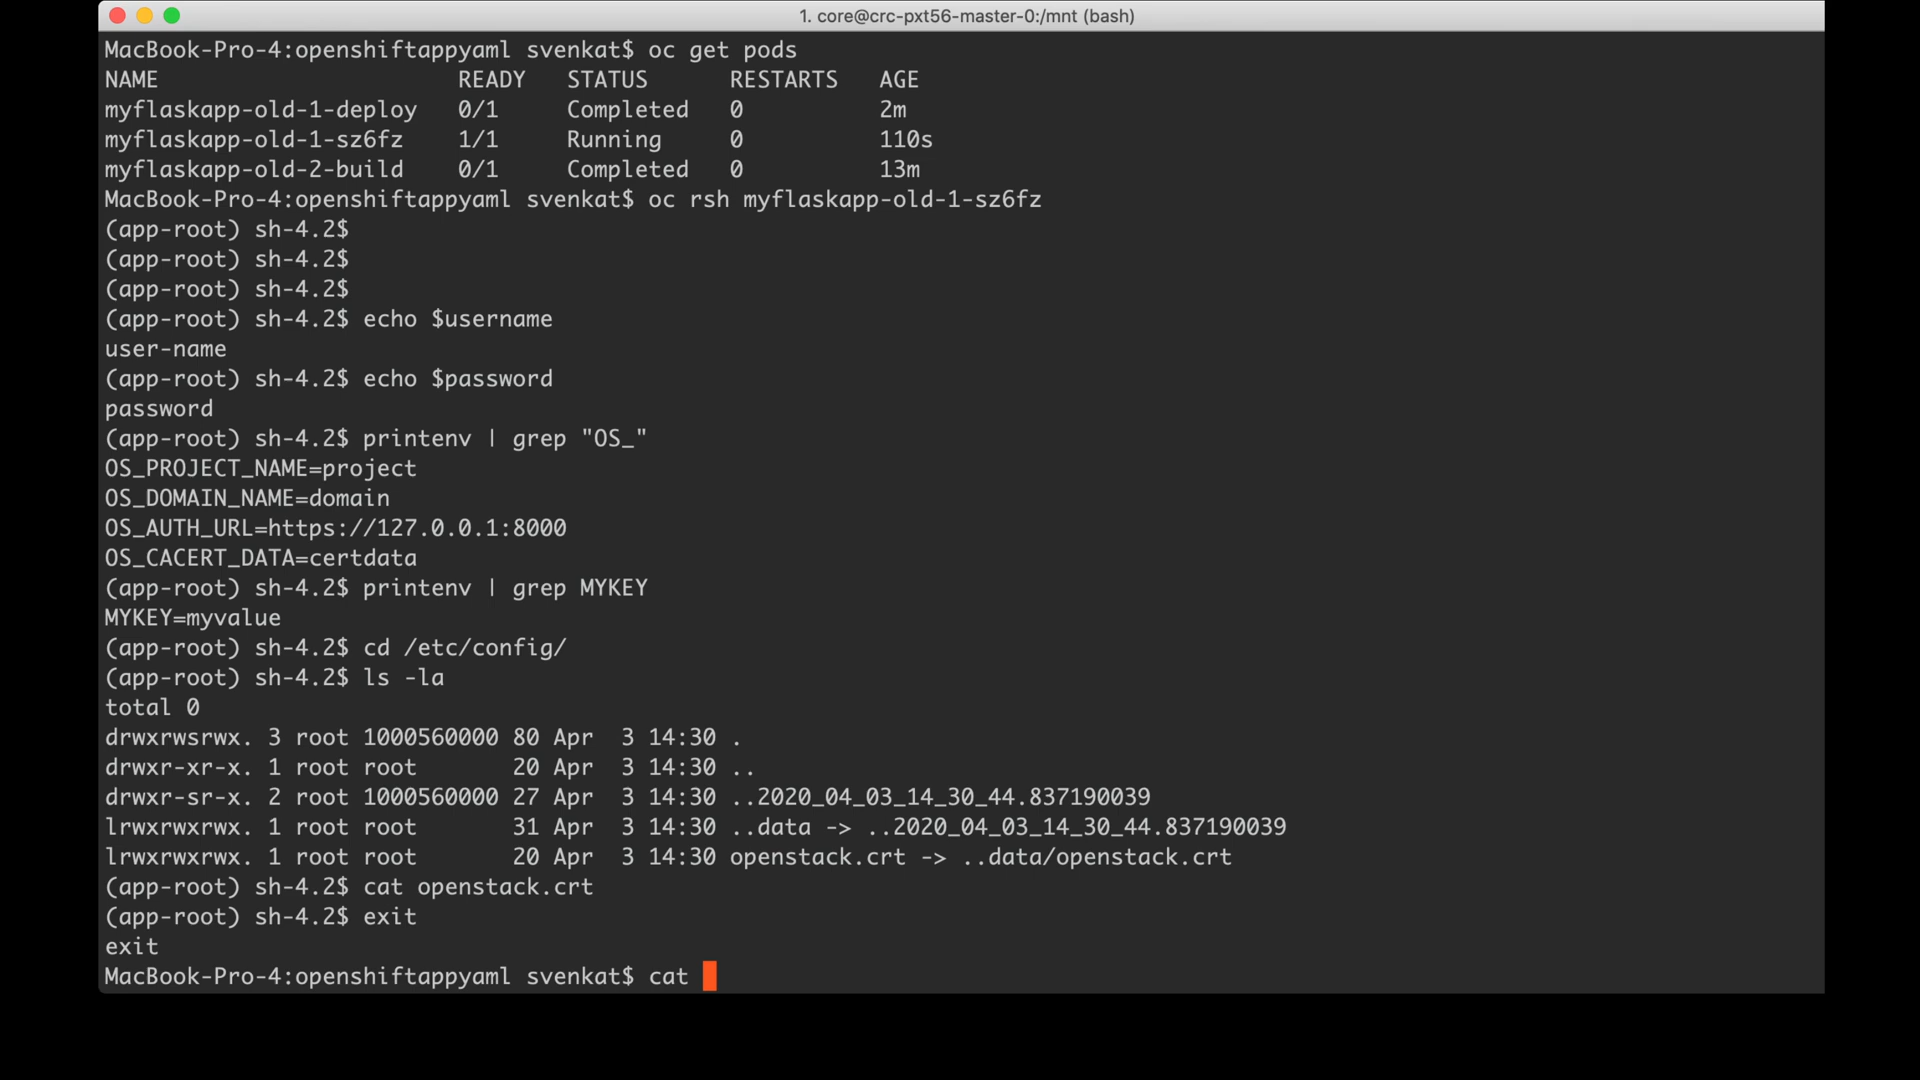 1. core@crc-pxt56-master-0:/mnt (bash)
MacBook-Pro-4:openshiftappyaml svenkat$ oc get pods
NAME                      READY   STATUS      RESTARTS   AGE
myflaskapp-old-1-deploy   0/1     Completed   0          2m
myflaskapp-old-1-sz6fz    1/1     Running     0          110s
myflaskapp-old-2-build    0/1     Completed   0          13m
MacBook-Pro-4:openshiftappyaml svenkat$ oc rsh myflaskapp-old-1-sz6fz
(app-root) sh-4.2$
(app-root) sh-4.2$
(app-root) sh-4.2$
(app-root) sh-4.2$ echo $username
user-name
(app-root) sh-4.2$ echo $password
password
(app-root) sh-4.2$ printenv | grep "OS_"
OS_PROJECT_NAME=project
OS_DOMAIN_NAME=domain
OS_AUTH_URL=https://127.0.0.1:8000
OS_CACERT_DATA=certdata
(app-root) sh-4.2$ printenv | grep MYKEY
MYKEY=myvalue
(app-root) sh-4.2$ cd /etc/config/
(app-root) sh-4.2$ ls -la
total 0
drwxrwsrwx. 3 root 1000560000 80 Apr  3 14:30 .
drwxr-xr-x. 1 root root       20 Apr  3 14:30 ..
drwxr-sr-x. 2 root 1000560000 27 Apr  3 14:30 ..2020_04_03_14_30_44.837190039
lrwxrwxrwx. 1 root root       31 Apr  3 14:30 ..data -> ..2020_04_03_14_30_44.837190039
lrwxrwxrwx. 1 root root       20 Apr  3 14:30 openstack.crt -> ..data/openstack.crt
(app-root) sh-4.2$ cat openstack.crt
(app-root) sh-4.2$ exit
exit
MacBook-Pro-4:openshiftappyaml svenkat$ cat